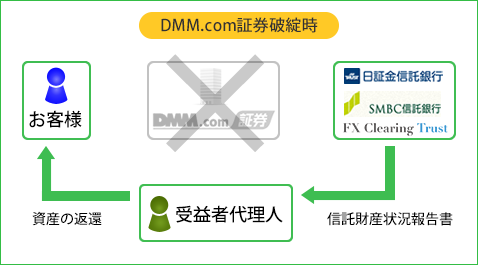 DMM.com証券破綻時
お客様
DMM.com 証券
日証金信託銀行
SMBC信託銀行
FX Clearing Trust
受益者代理人
資産の返還
信託財産状況報告書